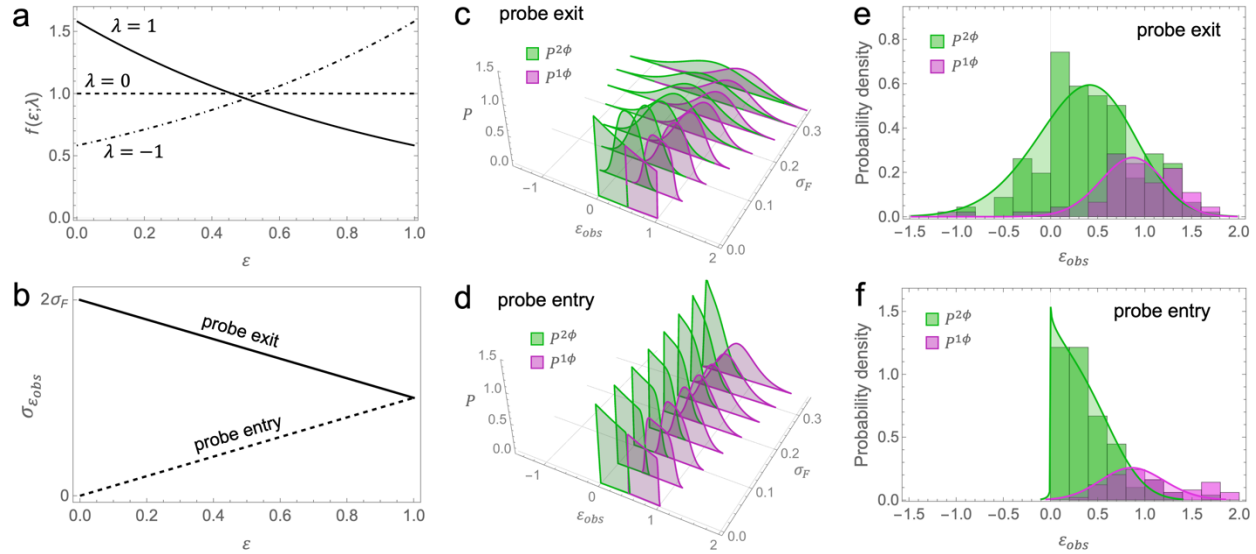 a
1.5
1.0
0.5
0.0
f(ε;λ)
λ = 1
λ = 0
λ = −1
0.0 0.2 0.4 0.6 0.8 1.0
ε
b
2σF
0
σεobs
probe exit
probe entry
0.0 0.2 0.4 0.6 0.8 1.0
ε
c probe exit
P2ϕ
P1ϕ
1.5
1.0
0.5
0.0
P
-1
0
1
2
εobs
0.0
0.1
0.2
0.3
σF
d probe entry
P2ϕ
P1ϕ
1.5
1.0
0.5
0.0
P
-1
0
1
2
εobs
0.0
0.1
0.2
0.3
σF
e
probe exit
P2ϕ
P1ϕ
0.8
0.6
0.4
0.2
0.0
Probability density
-1.5 -1.0 -0.5 0.0 0.5 1.0 1.5 2.0
εobs
f
probe entry
P2ϕ
P1ϕ
1.5
1.0
0.5
0.0
Probability density
-1.5 -1.0 -0.5 0.0 0.5 1.0 1.5 2.0
εobs